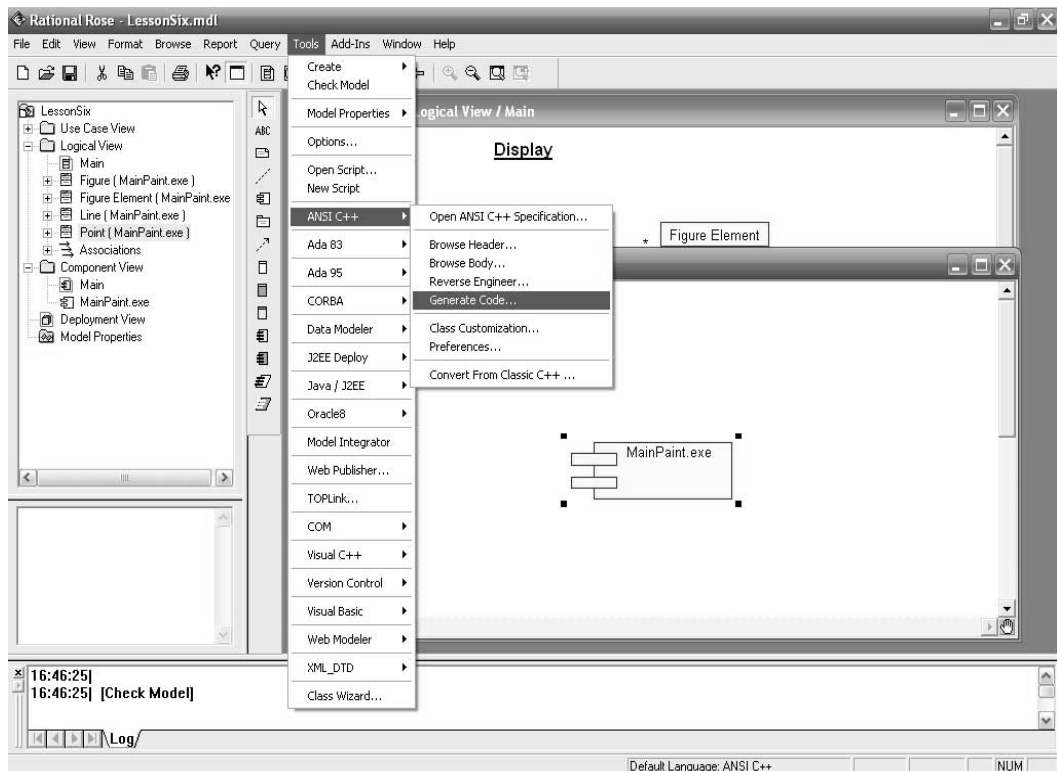 Rational Rose - LessonSix.mdl
File Edit View Format Browse Report Query Tools Add-Ins Window Help
LessonSix
Use Case View
Logical View
Main
Figure ( MainPaint.exe )
Figure Element ( MainPaint.exe
Line ( MainPaint.exe )
Point ( MainPaint.exe )
Associations
Component View
Main
MainPaint.exe
Deployment View
Model Properties
ABC
Create
Check Model
Model Properties
Options...
Open Script...
New Script
ANSI C++
Ada 83
Ada 95
CORBA
Data Modeler
J2EE Deploy
Java / J2EE
Oracle8
Model Integrator
Web Publisher...
TOPLink...
COM
Visual C++
Version Control
Visual Basic
Web Modeler
XML_DTD
Class Wizard...
Open ANSI C++ Specification...
Browse Header...
Browse Body...
Reverse Engineer...
Generate Code...
Class Customization...
Preferences...
Convert From Classic C++ ...
ogical View / Main
Display
* Figure Element
MainPaint.exe
16:46:25|
16:46:25| [Check Model]
Log
Default Language: ANSI C++ NUM